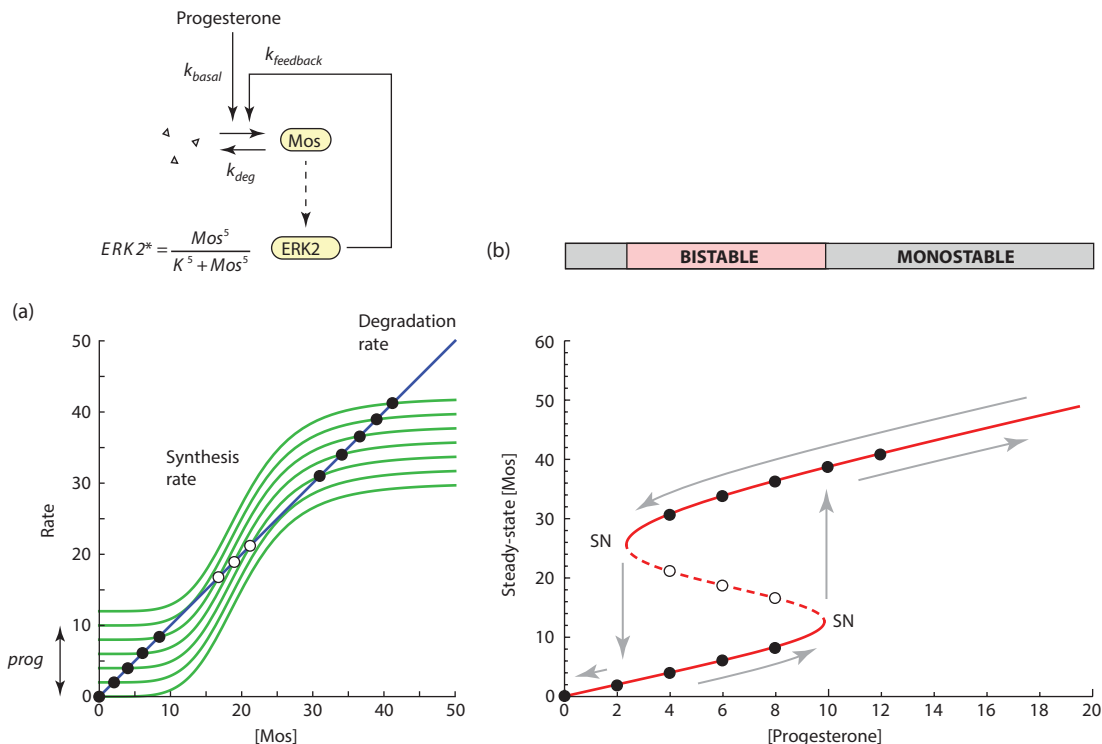 Progesterone
k_basal
k_feedback
Mos
k_deg
ERK2* = Mos^5 / K^5 + Mos^5
ERK2
(b)
BISTABLE
MONOSTABLE
(a)
Degradation
rate
Synthesis
rate
Rate
50
40
30
20
10
0
prog
0 10 20 30 40 50
[Mos]
Steady-state [Mos]
60
50
40
30
20
10
0
SN
SN
0 2 4 6 8 10 12 14 16 18 20
[Progesterone]